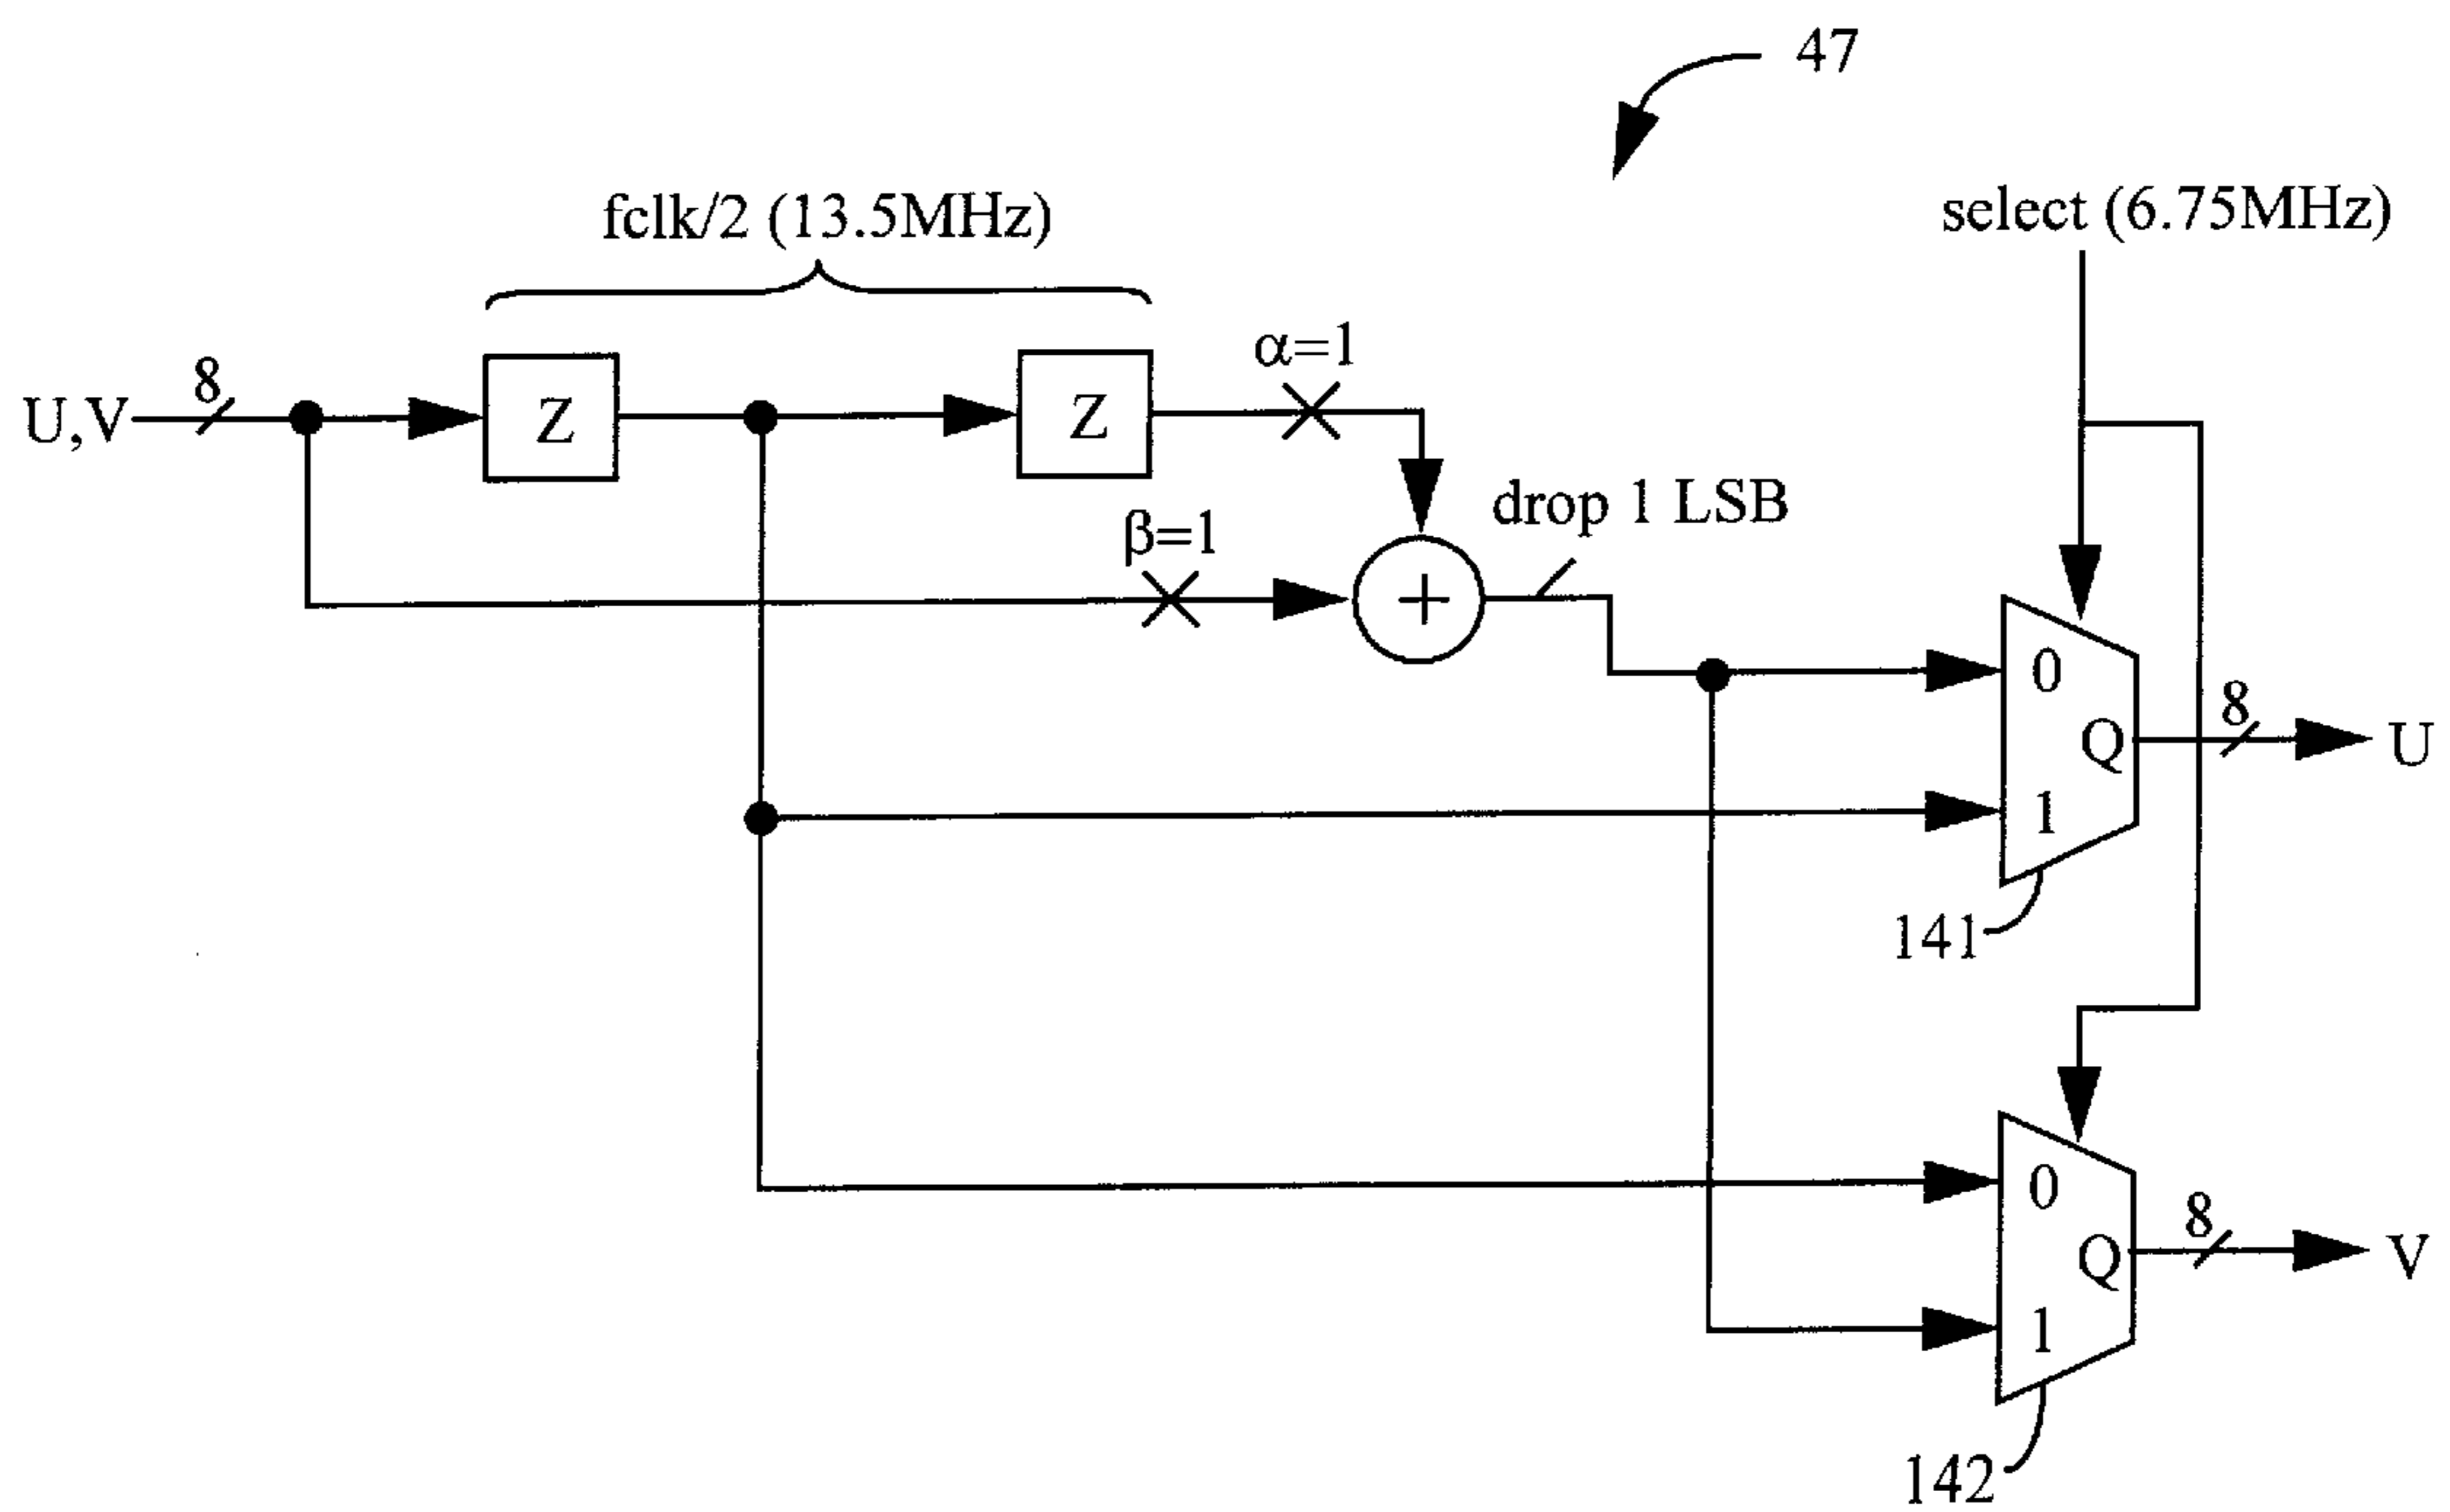 47
fclk/2 (13.5MHz)
select (6.75MHz)
α=1
8
U,V
Z
Z
drop 1 LSB
β=1
+
0
8
Q
U
1
141
0
8
Q
V
1
142